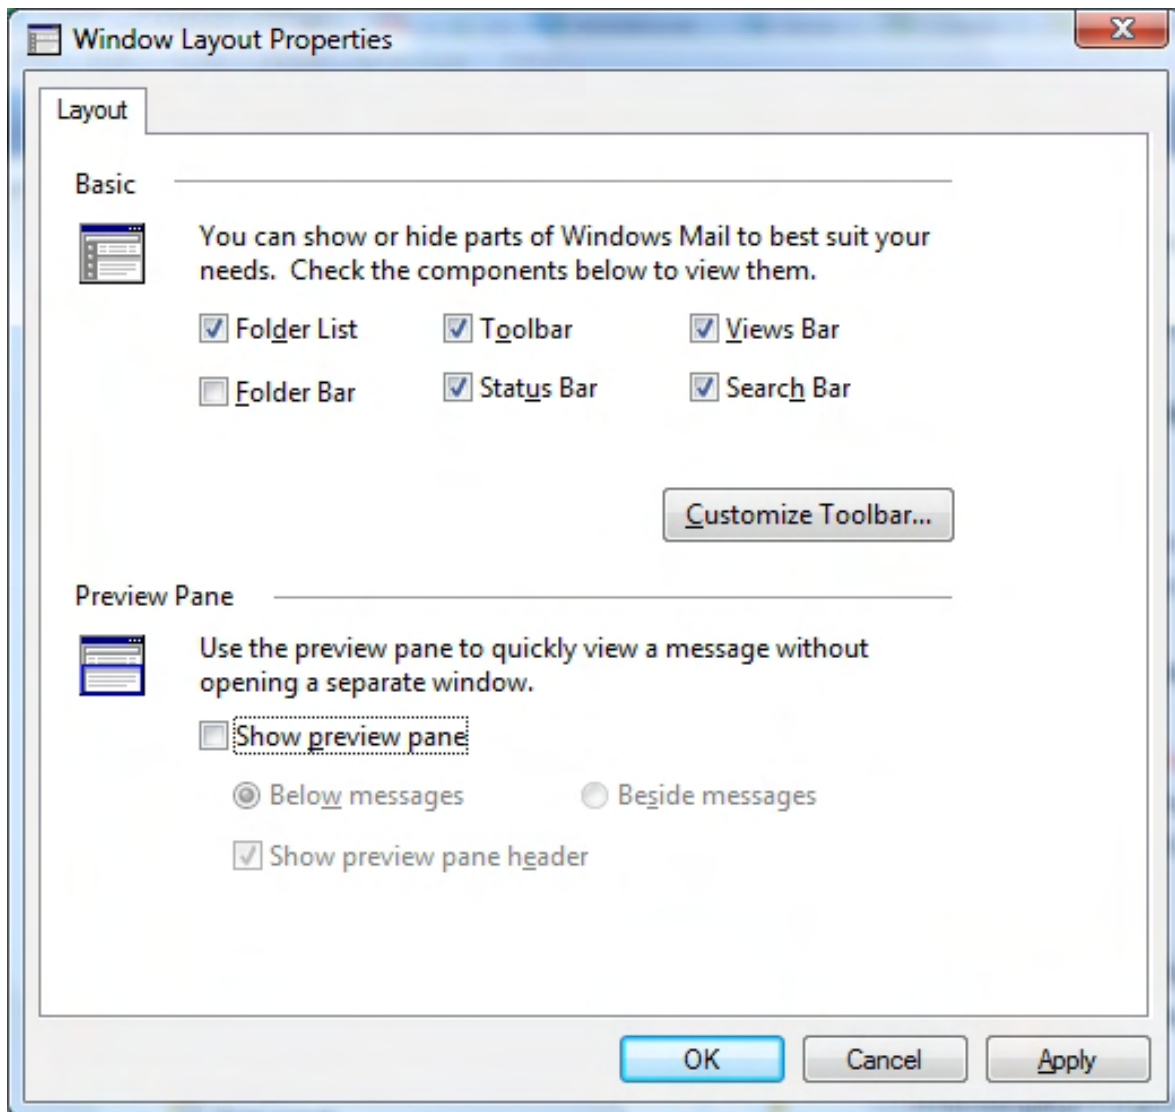 Window Layout Properties
X
Layout
Basic
You can show or hide parts of Windows Mail to best suit your
needs.  Check the components below to view them.
Folder List Toolbar Views Bar
Folder Bar Status Bar Search Bar
Customize Toolbar...
Preview Pane
Use the preview pane to quickly view a message without
opening a separate window.
Show preview pane
Below messages Beside messages
Show preview pane header
OK Cancel Apply